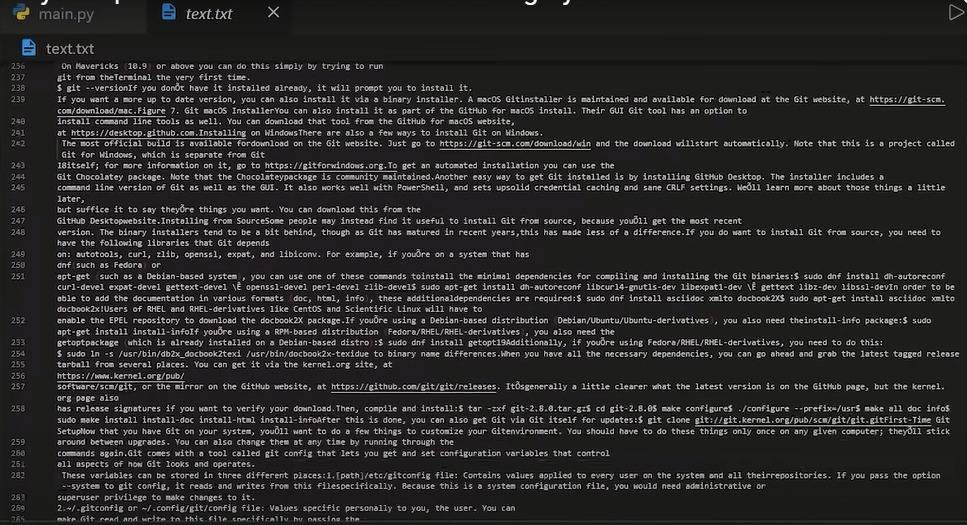 main.py
text.txt
text.txt
256 On Mavericks (10.9) or above you can do this simply by trying to run
237 git from theTerminal the very first time.
238 $ git --versionIf you donÕt have it installed already, it will prompt you to install it.
239 If you want a more up to date version, you can also install it via a binary installer. A macOS Gitinstaller is maintained and available for download at the Git website, at https://git-scm.
com/download/mac.Figure 7. Git macOS InstallerYou can also install it as part of the GitHub for macOS install. Their GUI Git tool has an option to
240 install command line tools as well. You can download that tool from the GitHub for macOS website,
241 at https://desktop.github.com.Installing on WindowsThere are also a few ways to install Git on Windows.
242 The most official build is available fordownload on the Git website. Just go to https://git-scm.com/download/win and the download willstart automatically. Note that this is a project called
Git for Windows, which is separate from Git
243 18itself; for more information on it, go to https://gitforwindows.org.To get an automated installation you can use the
244 Git Chocolatey package. Note that the Chocolateypackage is community maintained.Another easy way to get Git installed is by installing GitHub Desktop. The installer includes a
245 command line version of Git as well as the GUI. It also works well with PowerShell, and sets upsolid credential caching and sane CRLF settings. WeÕll learn more about those things a little
later,
246 but suffice it to say theyÕre things you want. You can download this from the
247 GitHub Desktopwebsite.Installing from SourceSome people may instead find it useful to install Git from source, because youÕll get the most recent
248 version. The binary installers tend to be a bit behind, though as Git has matured in recent years,this has made less of a difference.If you do want to install Git from source, you need to
have the following libraries that Git depends
249 on: autotools, curl, zlib, openssl, expat, and libiconv. For example, if youÕre on a system that has
250 dnf(such as Fedora) or
251 apt-get (such as a Debian-based system), you can use one of these commands toinstall the minimal dependencies for compiling and installing the Git binaries:$ sudo dnf install dh-autoreconf
curl-devel expat-devel gettext-devel \Ê openssl-devel perl-devel zlib-devel$ sudo apt-get install dh-autoreconf libcurl4-gnutls-dev libexpat1-dev \Ê gettext libz-dev libssl-devIn order to be
able to add the documentation in various formats (doc, html, info), these additionaldependencies are required:$ sudo dnf install asciidoc xmlto docbook2X$ sudo apt-get install asciidoc xmlto
docbook2x!Users of RHEL and RHEL-derivatives like CentOS and Scientific Linux will have to
252 enable the EPEL repository to download the docbook2X package.If youÕre using a Debian-based distribution (Debian/Ubuntu/Ubuntu-derivatives), you also need theinstall-info package:$ sudo
apt-get install install-infoIf youÕre using a RPM-based distribution (Fedora/RHEL/RHEL-derivatives), you also need the
253 getoptpackage (which is already installed on a Debian-based distro):$ sudo dnf install getopt19Additionally, if youÕre using Fedora/RHEL/RHEL-derivatives, you need to do this:
254 $ sudo ln -s /usr/bin/db2x_docbook2texi /usr/bin/docbook2x-texidue to binary name differences.When you have all the necessary dependencies, you can go ahead and grab the latest tagged release
255 tarball from several places. You can get it via the kernel.org site, at
256 https://www.kernel.org/pub/
257 software/scm/git, or the mirror on the GitHub website, at https://github.com/git/git/releases. ItÕsgenerally a little clearer what the latest version is on the GitHub page, but the kernel.
org page also
258 has release signatures if you want to verify your download.Then, compile and install:$ tar -zxf git-2.8.0.tar.gz$ cd git-2.8.0$ make configure$ ./configure --prefix=/usr$ make all doc info$
sudo make install install-doc install-html install-infoAfter this is done, you can also get Git via Git itself for updates:$ git clone git://git.kernel.org/pub/scm/git/git.gitFirst-Time Git
SetupNow that you have Git on your system, youÕll want to do a few things to customize your Gitenvironment. You should have to do these things only once on any given computer; theyÕll stick
259 around between upgrades. You can also change them at any time by running through the
280 commands again.Git comes with a tool called git config that lets you get and set configuration variables that control
251 all aspects of how Git looks and operates.
282 These variables can be stored in three different places:1.[path]/etc/gitconfig file: Contains values applied to every user on the system and all theirrepositories. If you pass the option
--system to git config, it reads and writes from this filespecifically. Because this is a system configuration file, you would need administrative or
283 superuser privilege to make changes to it.
264 2.~/.gitconfig or ~/.config/git/config file: Values specific personally to you, the user. You can
265 make Git read and write to this file specifically by passing the